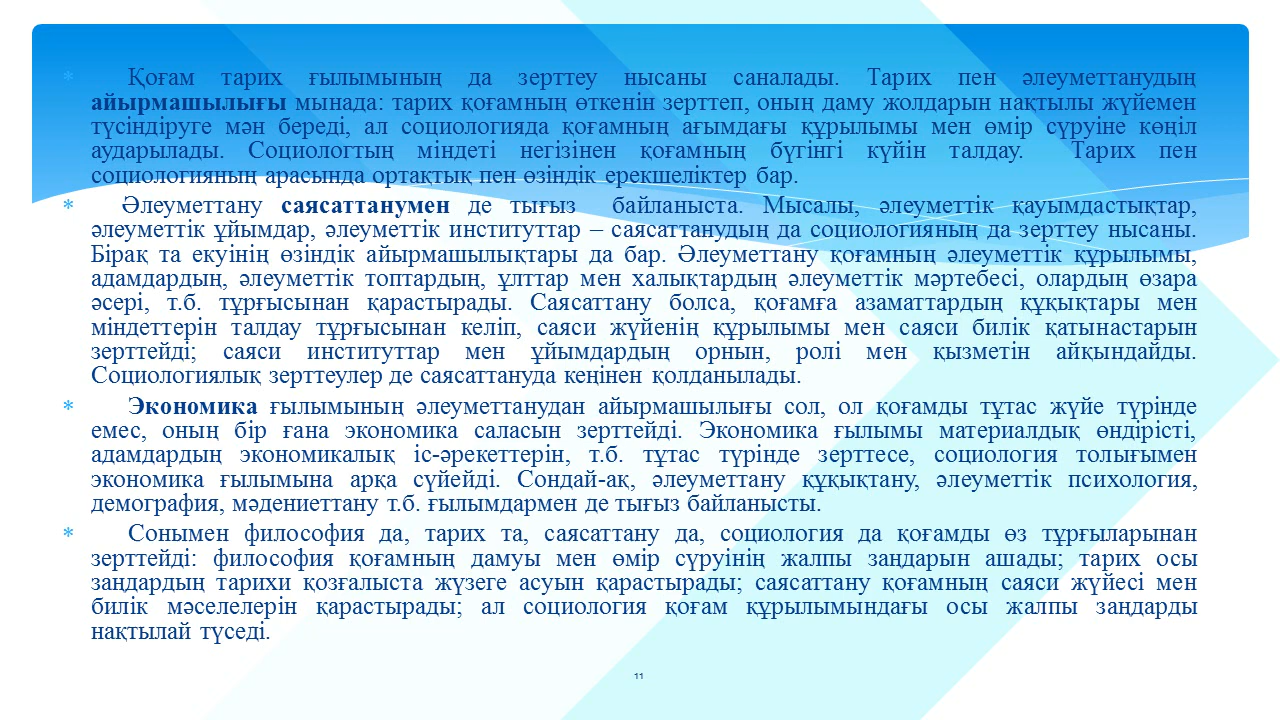 * Қоғам тарих ғылымының да зерттеу нысаны саналады. Тарих пен әлеуметтанудың
айырмашылығы мынада: тарих қоғамның өткенін зерттеп, оның даму жолдарын нақтылы жүйемен
түсіндіруге мән береді, ал социологияда қоғамның ағымдағы құрылымы мен өмір сүруіне көңіл
аударылады. Социологтың міндеті негізінен қоғамның бүгінгі күйін талдау. Тарих пен
социологияның арасында ортақтық пен өзіндік ерекшеліктер бар.
* Әлеуметтану саясаттанумен де тығыз байланыста. Мысалы, әлеуметтік қауымдастықтар,
әлеуметтік ұйымдар, әлеуметтік институттар – саясаттанудың да социологияның да зерттеу нысаны.
Бірақ та екуінің өзіндік айырмашылықтары да бар. Әлеуметтану қоғамның әлеуметтік құрылымы,
адамдардың, әлеуметтік топтардың, ұлттар мен халықтардың әлеуметтік мәртебесі, олардың өзара
әсері, т.б. тұрғысынан қарастырады. Саясаттану болса, қоғамға азаматтардың құқықтары мен
міндеттерін талдау тұрғысынан келіп, саяси жүйенің құрылымы мен саяси билік қатынастарын
зерттейді; саяси институттар мен ұйымдардың орнын, ролі мен қызметін айқындайды.
Социологиялық зерттеулер де саясаттануда кеңінен қолданылады.
* Экономика ғылымының әлеуметтанудан айырмашылығы сол, ол қоғамды тұтас жүйе түрінде
емес, оның бір ғана экономика саласын зерттейді. Экономика ғылымы материалдық өндірісті,
адамдардың экономикалық іс-әрекеттерін, т.б. тұтас түрінде зерттесе, социология толығымен
экономика ғылымына арқа сүйейді. Сондай-ақ, әлеуметтану құқықтану, әлеуметтік психология,
демография, мәдениеттану т.б. ғылымдармен де тығыз байланысты.
* Сонымен философия да, тарих та, саясаттану да, социология да қоғамды өз тұрғыларынан
зерттейді: философия қоғамның дамуы мен өмір сүруінің жалпы заңдарын ашады; тарих осы
заңдардың тарихи қозғалыста жүзеге асуын қарастырады; саясаттану қоғамның саяси жүйесі мен
билік мәселелерін қарастырады; ал социология қоғам құрылымындағы осы жалпы заңдарды
нақтылай түседі.
11